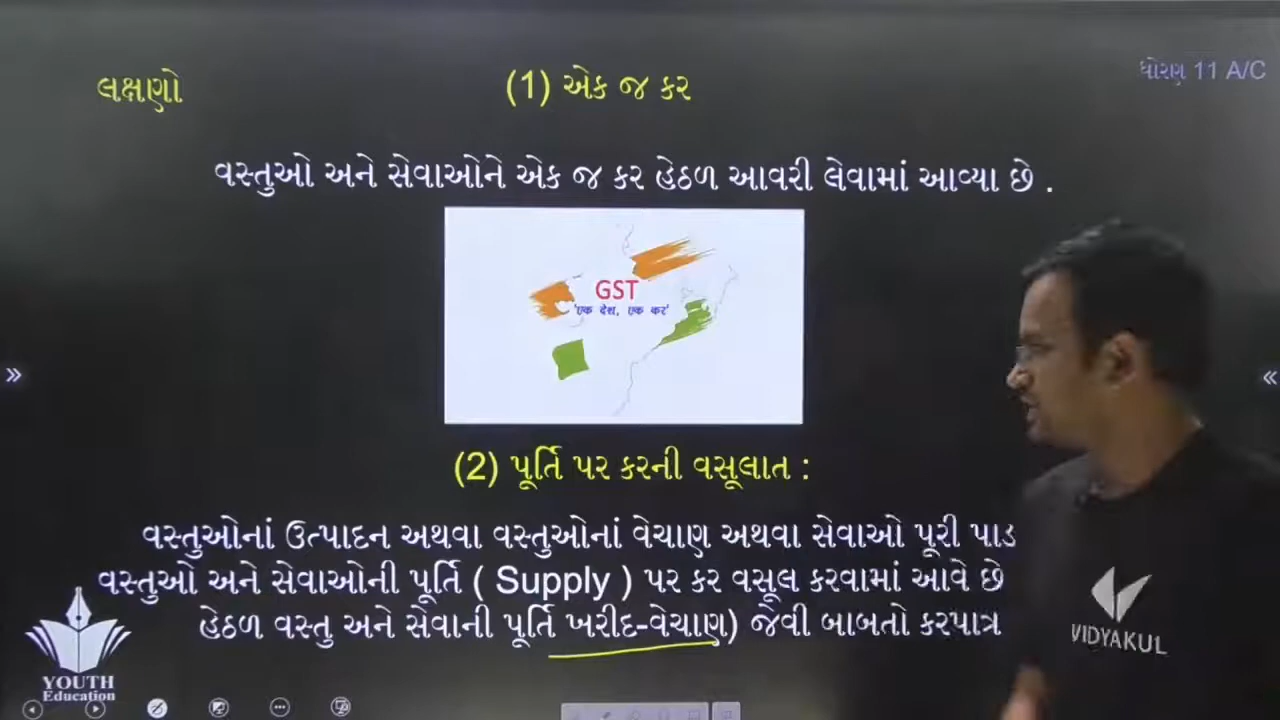 લક્ષણો
(1) એક જ કર
ધોરણ 11 A/C
વસ્તુઓ અને સેવાઓને એક જ કર હેઠળ આવરી લેવામાં આવ્યા છે .
GST
'एक देश, एक कर'
(2) પૂર્તિ પર કરની વસૂલાત :
વસ્તુઓનાં ઉત્પાદન અથવા વસ્તુઓનાં વેચાણ અથવા સેવાઓ પૂરી પાડ
વસ્તુઓ અને સેવાઓની પૂર્તિ ( Supply ) પર કર વસૂલ કરવામાં આવે છે
હેઠળ વસ્તુ અને સેવાની પૂર્તિ ખરીદ-વેચાણ) જેવી બાબતો કરપાત્ર
YOUTH
Education
VIDYAKUL